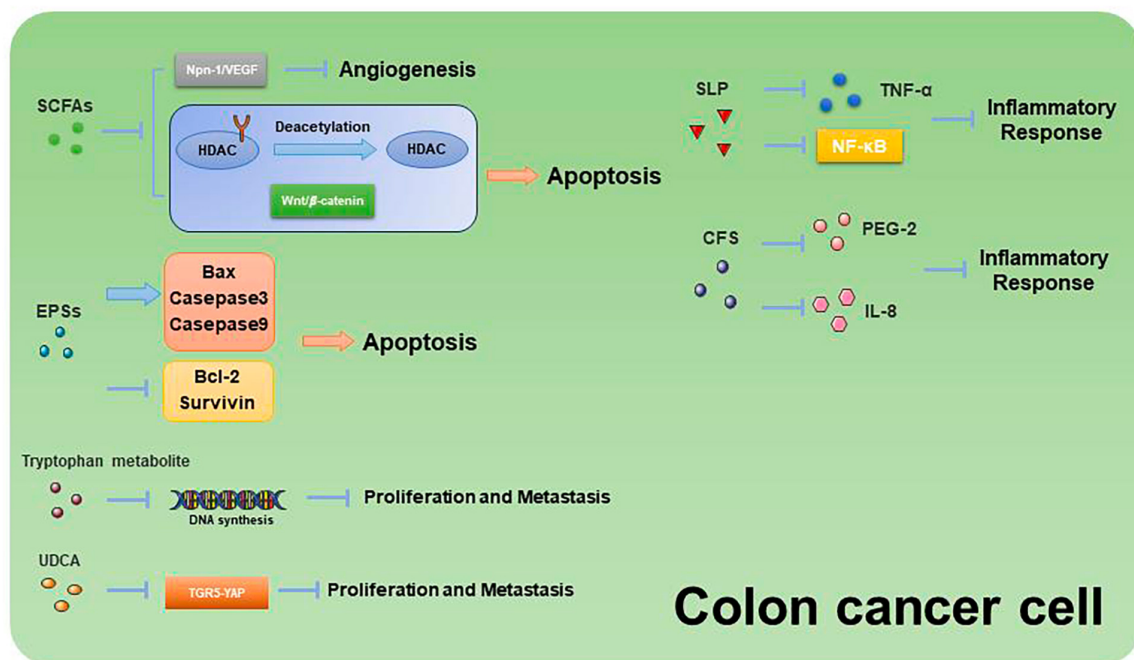 SCFAs
Npn-1/VEGF
Angiogenesis
HDAC
Deacetylation
HDAC
Wnt/β-catenin
Apoptosis
EPSs
Bax
Casepase3
Casepase9
Bcl-2
Survivin
Apoptosis
Tryptophan metabolite
DNA synthesis
Proliferation and Metastasis
UDCA
TGR5-YAP
Proliferation and Metastasis
SLP
TNF-α
NF-κB
Inflammatory
Response
CFS
PEG-2
IL-8
Inflammatory
Response
Colon cancer cell